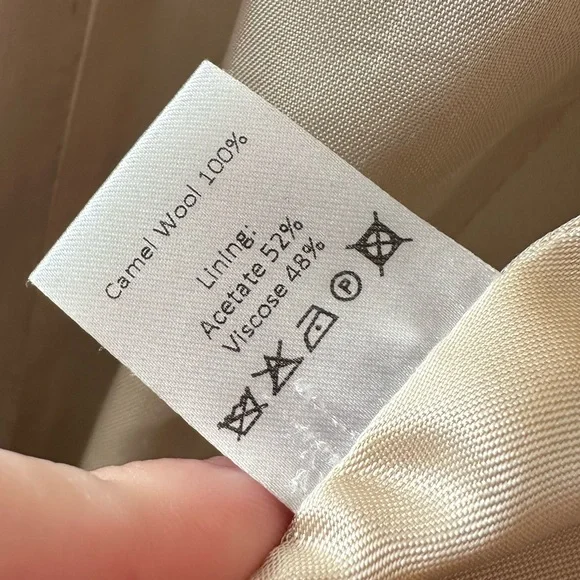 Camel Wool 100%
Lining:
Acetate 52%
Viscose 48%
P